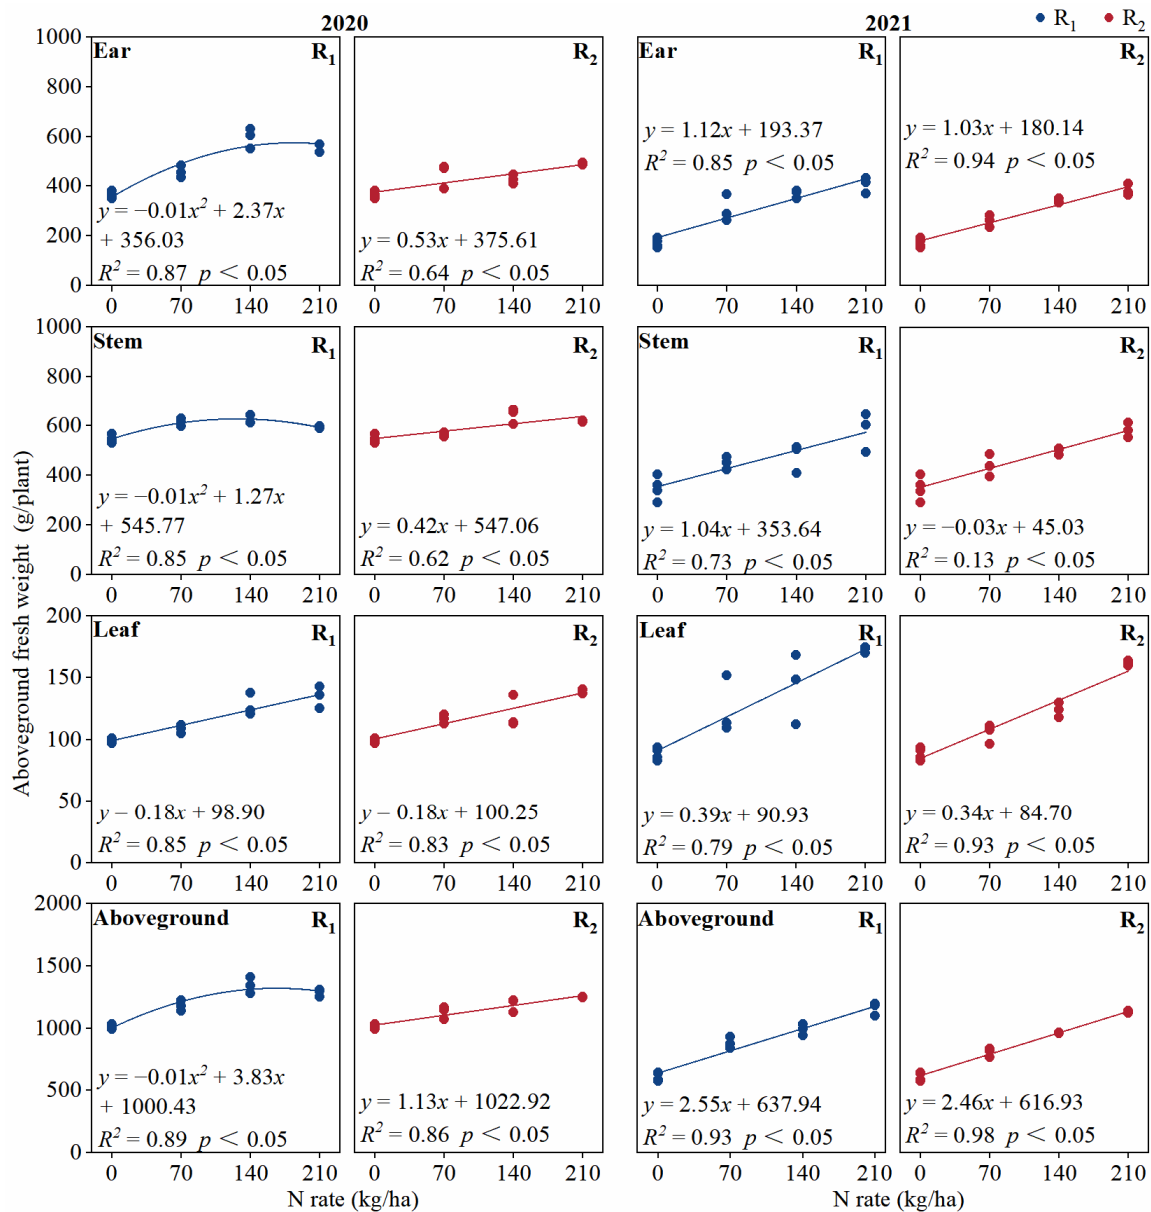 2020
2021
R1
R2
Aboveground fresh weight (g/plant)
1000
800
600
400
200
0
Ear
R1
y = −0.01x² + 2.37x
+ 356.03
R² = 0.87 p < 0.05
0 70 140 210
R2
y = 0.53x + 375.61
R² = 0.64 p < 0.05
0 70 140 210
Ear
R1
y = 1.12x + 193.37
R² = 0.85 p < 0.05
0 70 140 210
R2
y = 1.03x + 180.14
R² = 0.94 p < 0.05
0 70 140 210
1000
800
600
400
200
0
Stem
R1
y = −0.01x² + 1.27x
+ 545.77
R² = 0.85 p < 0.05
0 70 140 210
R2
y = 0.42x + 547.06
R² = 0.62 p < 0.05
0 70 140 210
Stem
R1
y = 1.04x + 353.64
R² = 0.73 p < 0.05
0 70 140 210
R2
y = −0.03x + 45.03
R² = 0.13 p < 0.05
0 70 140 210
200
150
100
50
0
Leaf
R1
y − 0.18x + 98.90
R² = 0.85 p < 0.05
0 70 140 210
R2
y − 0.18x + 100.25
R² = 0.83 p < 0.05
0 70 140 210
Leaf
R1
y = 0.39x + 90.93
R² = 0.79 p < 0.05
0 70 140 210
R2
y = 0.34x + 84.70
R² = 0.93 p < 0.05
0 70 140 210
2000
1500
1000
500
0
Aboveground
R1
y = −0.01x² + 3.83x
+ 1000.43
R² = 0.89 p < 0.05
0 70 140 210
R2
y = 1.13x + 1022.92
R² = 0.86 p < 0.05
0 70 140 210
Aboveground
R1
y = 2.55x + 637.94
R² = 0.93 p < 0.05
0 70 140 210
R2
y = 2.46x + 616.93
R² = 0.98 p < 0.05
0 70 140 210
N rate (kg/ha)
N rate (kg/ha)